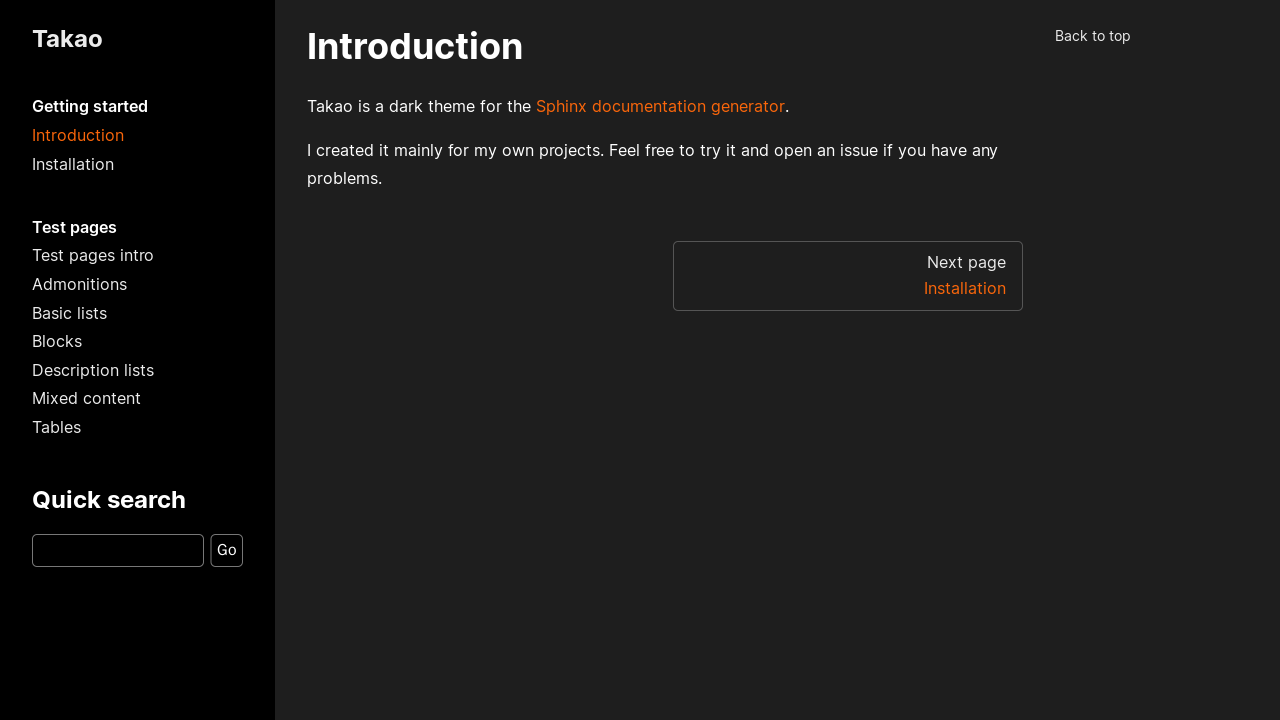 Takao
Getting started
Introduction
Installation
Test pages
Test pages intro
Admonitions
Basic lists
Blocks
Description lists
Mixed content
Tables
Quick search
Go
Introduction
Takao is a dark theme for the Sphinx documentation generator.
I created it mainly for my own projects. Feel free to try it and open an issue if you have any
problems.
Next page
Installation
Back to top